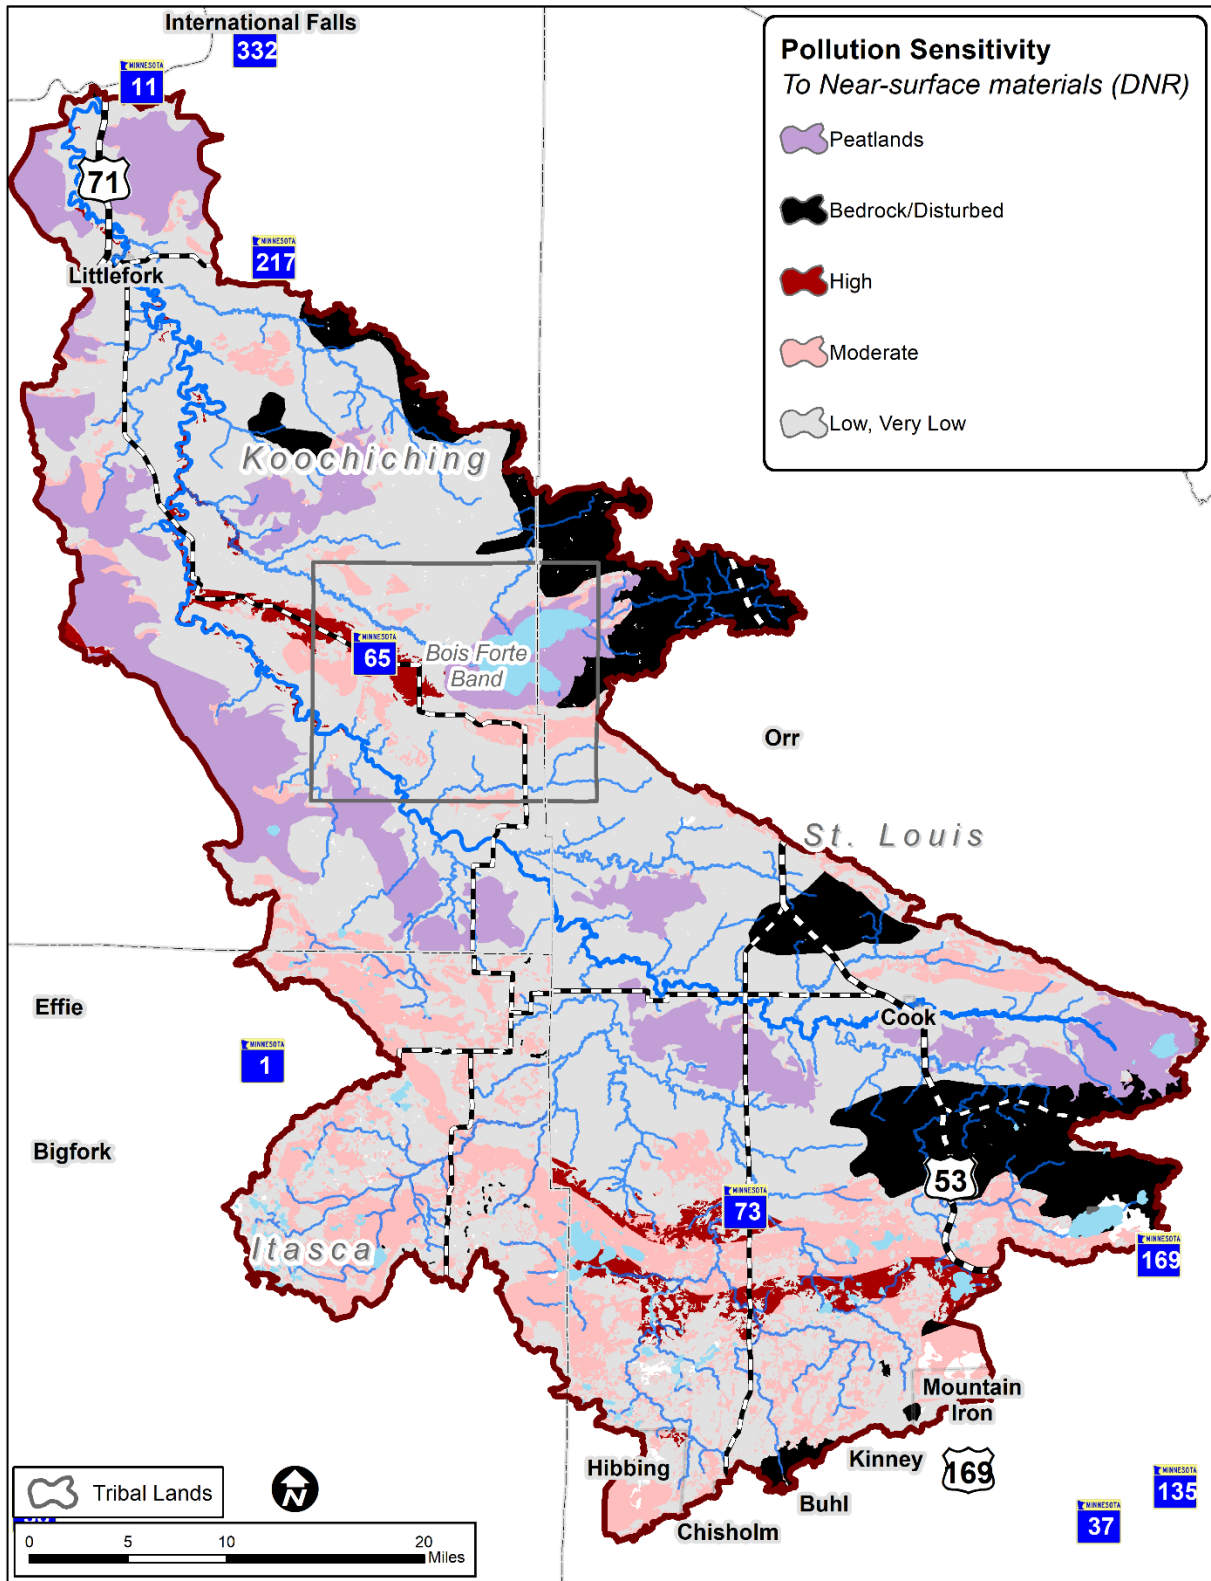 International Falls
MINNESOTA
332
MINNESOTA
11
71
MINNESOTA
217
Littlefork
Pollution Sensitivity
To Near-surface materials (DNR)
Peatlands
Bedrock/Disturbed
High
Moderate
Low, Very Low
Koochiching
MINNESOTA
65
Bois Forte
Band
Orr
St. Louis
Effie
Cook
MINNESOTA
1
Bigfork
53
MINNESOTA
73
Itasca
MINNESOTA
169
Mountain
Iron
Kinney
169
Hibbing
Buhl
Chisholm
MINNESOTA
135
MINNESOTA
37
Tribal Lands
N
0 5 10 20
Miles